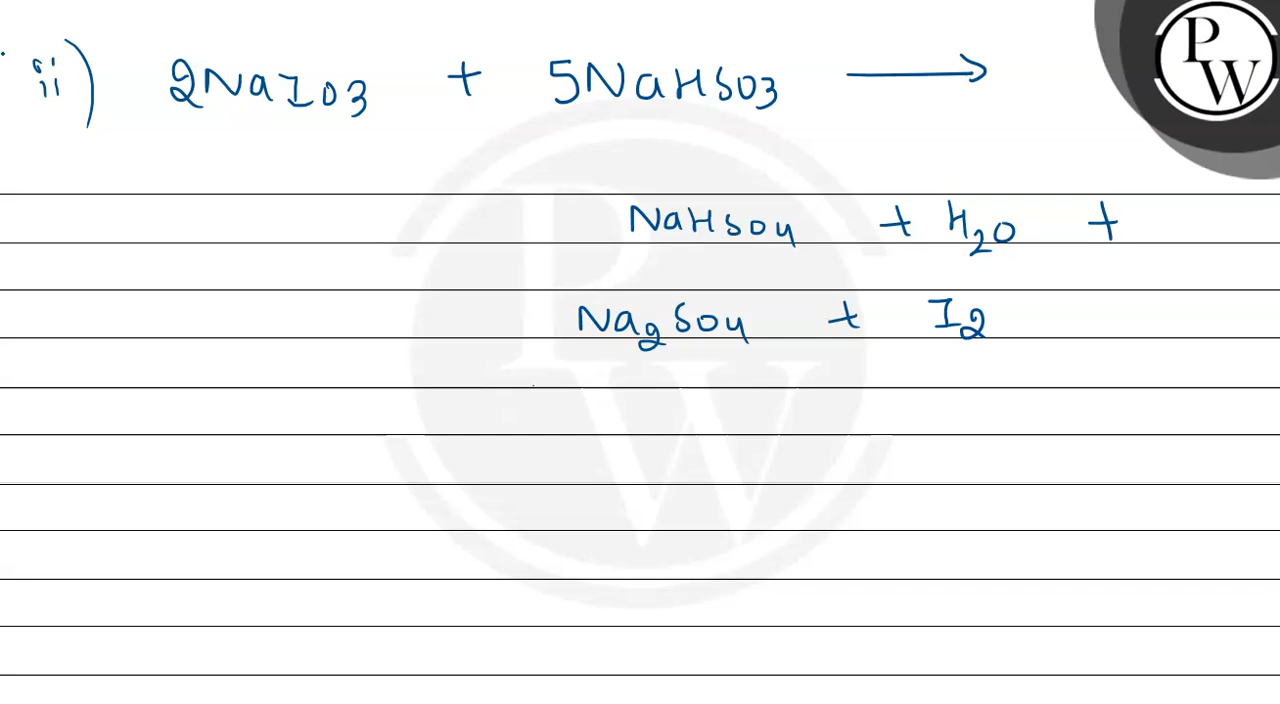 ii) 2NaIO3 + 5NaHSO3 ⟶
NaHSO4 + H2O +
Na2SO4 + I2
P
W
P
W